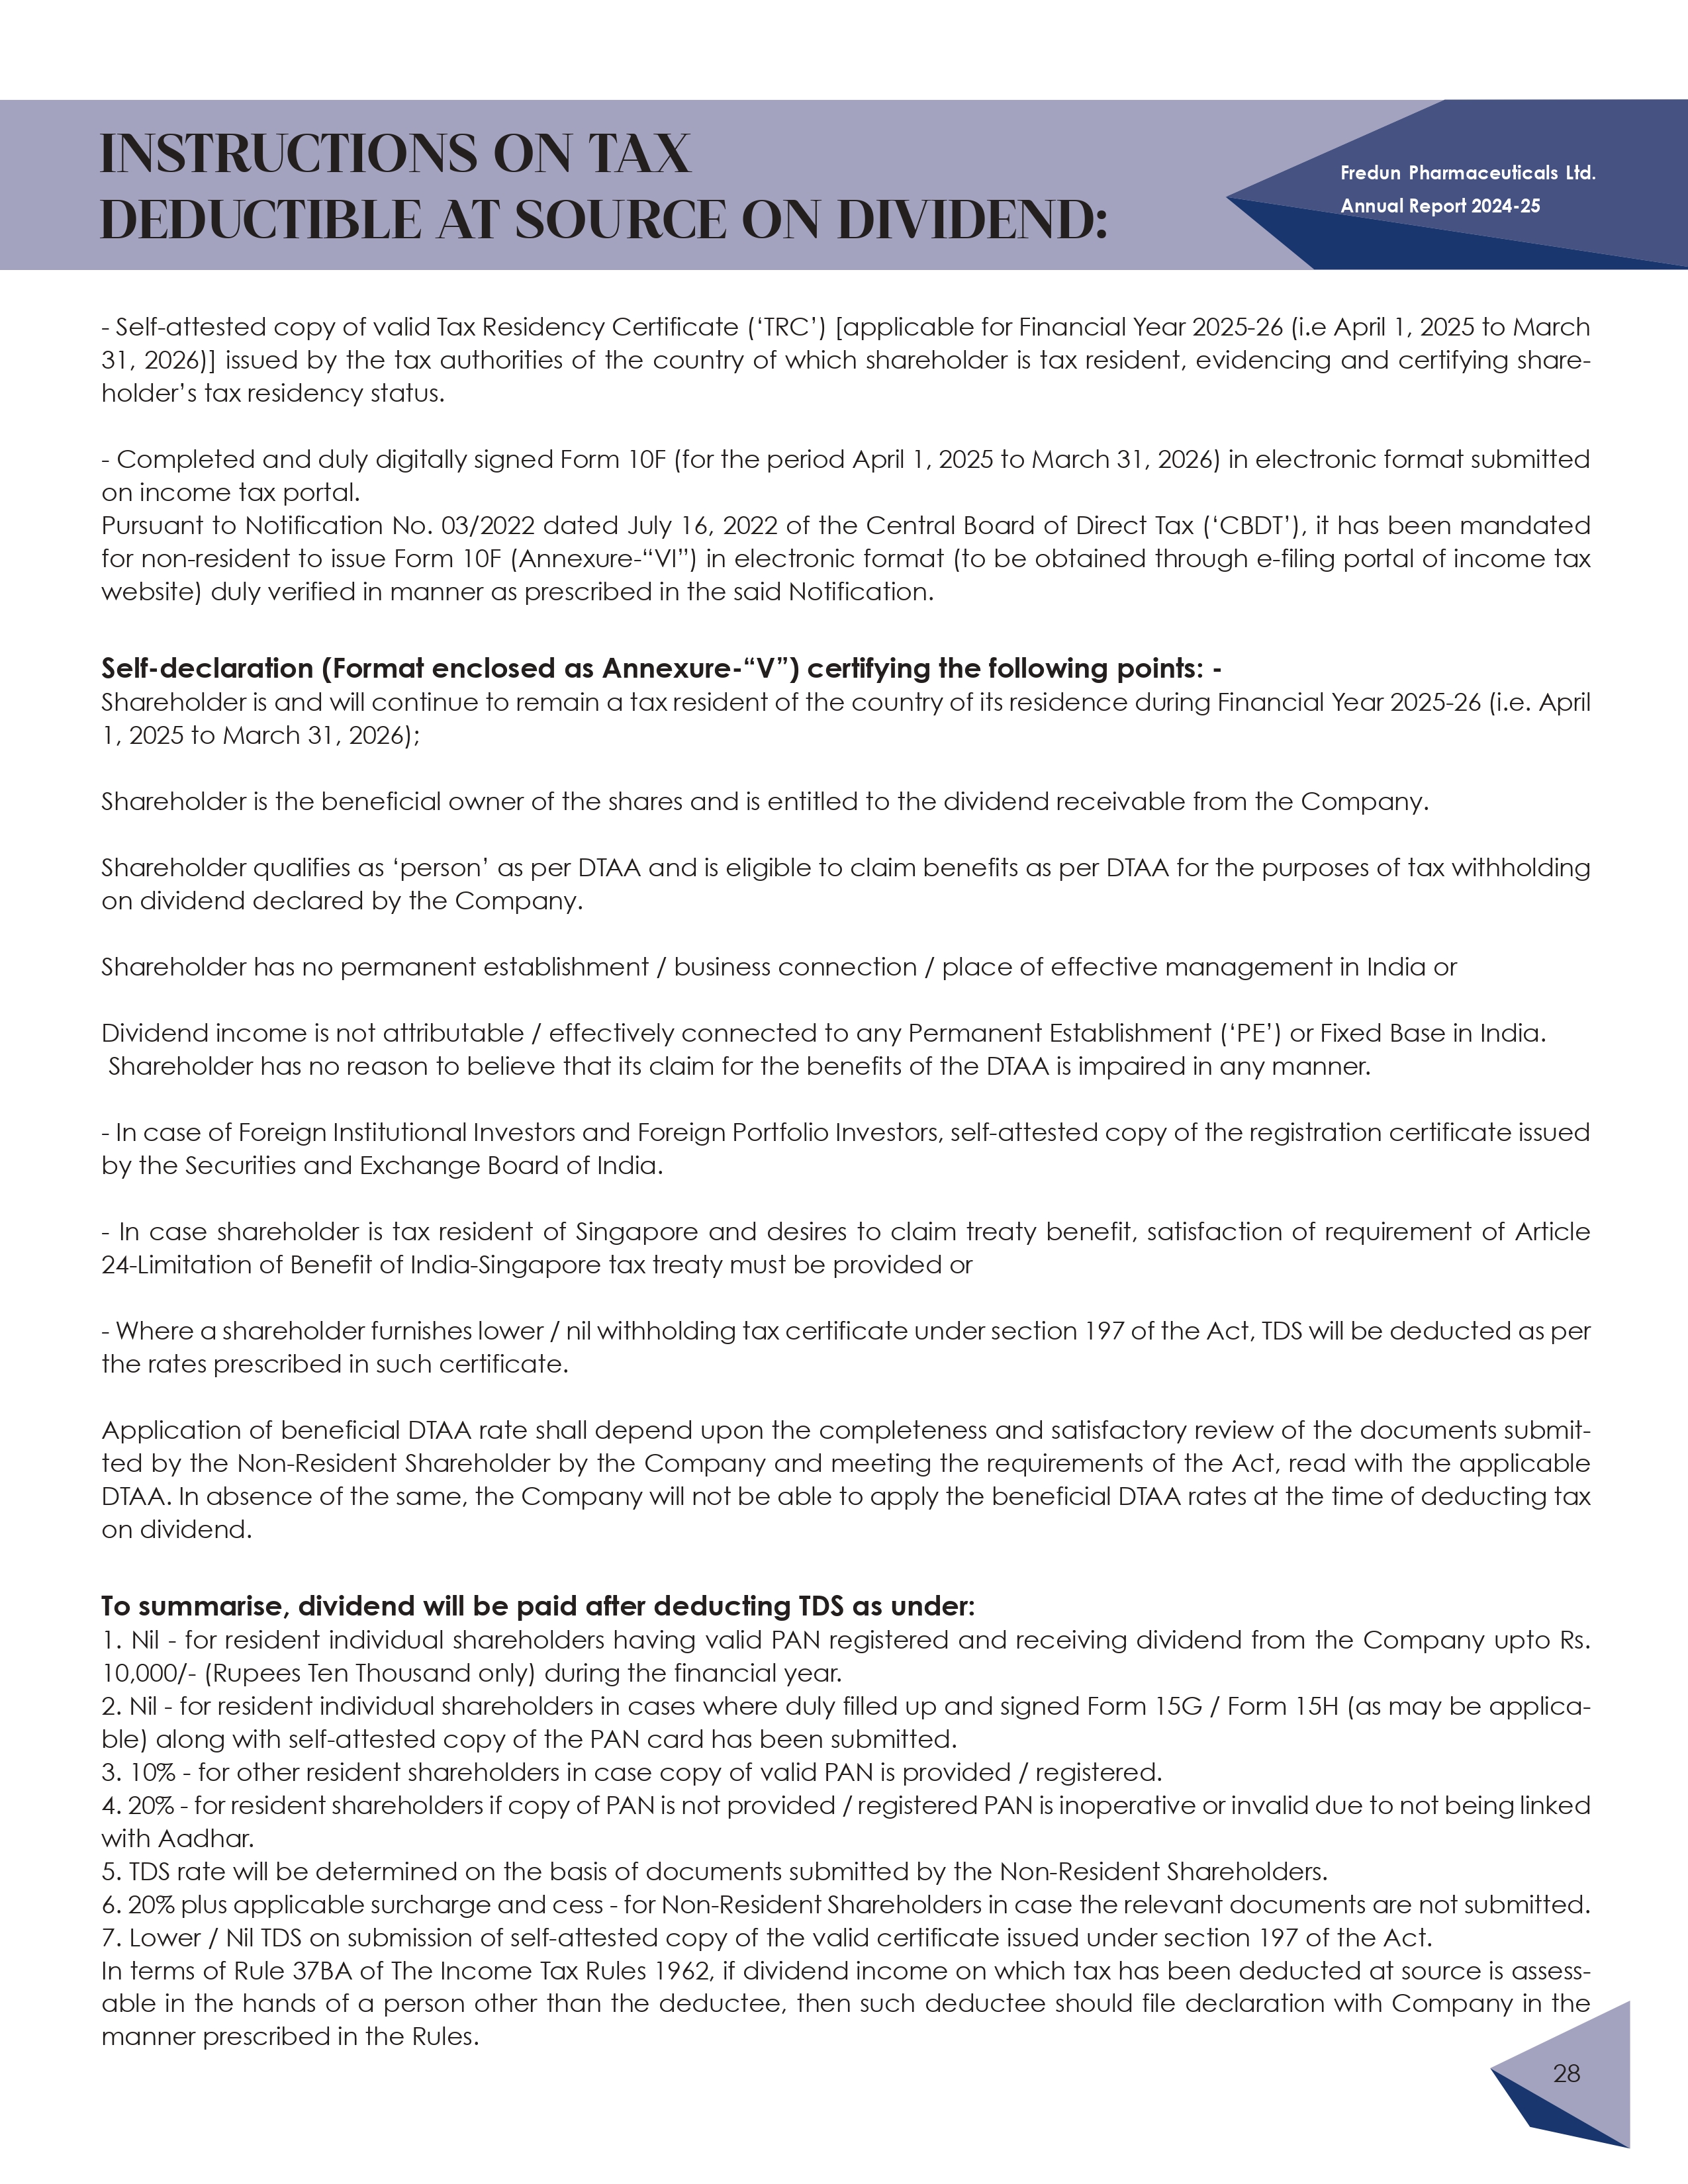 INSTRUCTIONS ON TAX
DEDUCTIBLE AT SOURCE ON DIVIDEND:
Fredun Pharmaceuticals Ltd.
Annual Report 2024-25
- Self-attested copy of valid Tax Residency Certificate (‘TRC’) [applicable for Financial Year 2025-26 (i.e April 1, 2025 to March
31, 2026)] issued by the tax authorities of the country of which shareholder is tax resident, evidencing and certifying share-
holder’s tax residency status.
- Completed and duly digitally signed Form 10F (for the period April 1, 2025 to March 31, 2026) in electronic format submitted
on income tax portal.
Pursuant to Notification No. 03/2022 dated July 16, 2022 of the Central Board of Direct Tax (‘CBDT’), it has been mandated
for non-resident to issue Form 10F (Annexure-“VI”) in electronic format (to be obtained through e-filing portal of income tax
website) duly verified in manner as prescribed in the said Notification.
Self-declaration (Format enclosed as Annexure-“V”) certifying the following points: -
Shareholder is and will continue to remain a tax resident of the country of its residence during Financial Year 2025-26 (i.e. April
1, 2025 to March 31, 2026);
Shareholder is the beneficial owner of the shares and is entitled to the dividend receivable from the Company.
Shareholder qualifies as ‘person’ as per DTAA and is eligible to claim benefits as per DTAA for the purposes of tax withholding
on dividend declared by the Company.
Shareholder has no permanent establishment / business connection / place of effective management in India or
Dividend income is not attributable / effectively connected to any Permanent Establishment (‘PE’) or Fixed Base in India.
Shareholder has no reason to believe that its claim for the benefits of the DTAA is impaired in any manner.
- In case of Foreign Institutional Investors and Foreign Portfolio Investors, self-attested copy of the registration certificate issued
by the Securities and Exchange Board of India.
- In case shareholder is tax resident of Singapore and desires to claim treaty benefit, satisfaction of requirement of Article
24-Limitation of Benefit of India-Singapore tax treaty must be provided or
- Where a shareholder furnishes lower / nil withholding tax certificate under section 197 of the Act, TDS will be deducted as per
the rates prescribed in such certificate.
Application of beneficial DTAA rate shall depend upon the completeness and satisfactory review of the documents submit-
ted by the Non-Resident Shareholder by the Company and meeting the requirements of the Act, read with the applicable
DTAA. In absence of the same, the Company will not be able to apply the beneficial DTAA rates at the time of deducting tax
on dividend.
To summarise, dividend will be paid after deducting TDS as under:
1. Nil - for resident individual shareholders having valid PAN registered and receiving dividend from the Company upto Rs.
10,000/- (Rupees Ten Thousand only) during the financial year.
2. Nil - for resident individual shareholders in cases where duly filled up and signed Form 15G / Form 15H (as may be applica-
ble) along with self-attested copy of the PAN card has been submitted.
3. 10% - for other resident shareholders in case copy of valid PAN is provided / registered.
4. 20% - for resident shareholders if copy of PAN is not provided / registered PAN is inoperative or invalid due to not being linked
with Aadhar.
5. TDS rate will be determined on the basis of documents submitted by the Non-Resident Shareholders.
6. 20% plus applicable surcharge and cess - for Non-Resident Shareholders in case the relevant documents are not submitted.
7. Lower / Nil TDS on submission of self-attested copy of the valid certificate issued under section 197 of the Act.
In terms of Rule 37BA of The Income Tax Rules 1962, if dividend income on which tax has been deducted at source is assess-
able in the hands of a person other than the deductee, then such deductee should file declaration with Company in the
manner prescribed in the Rules.
28